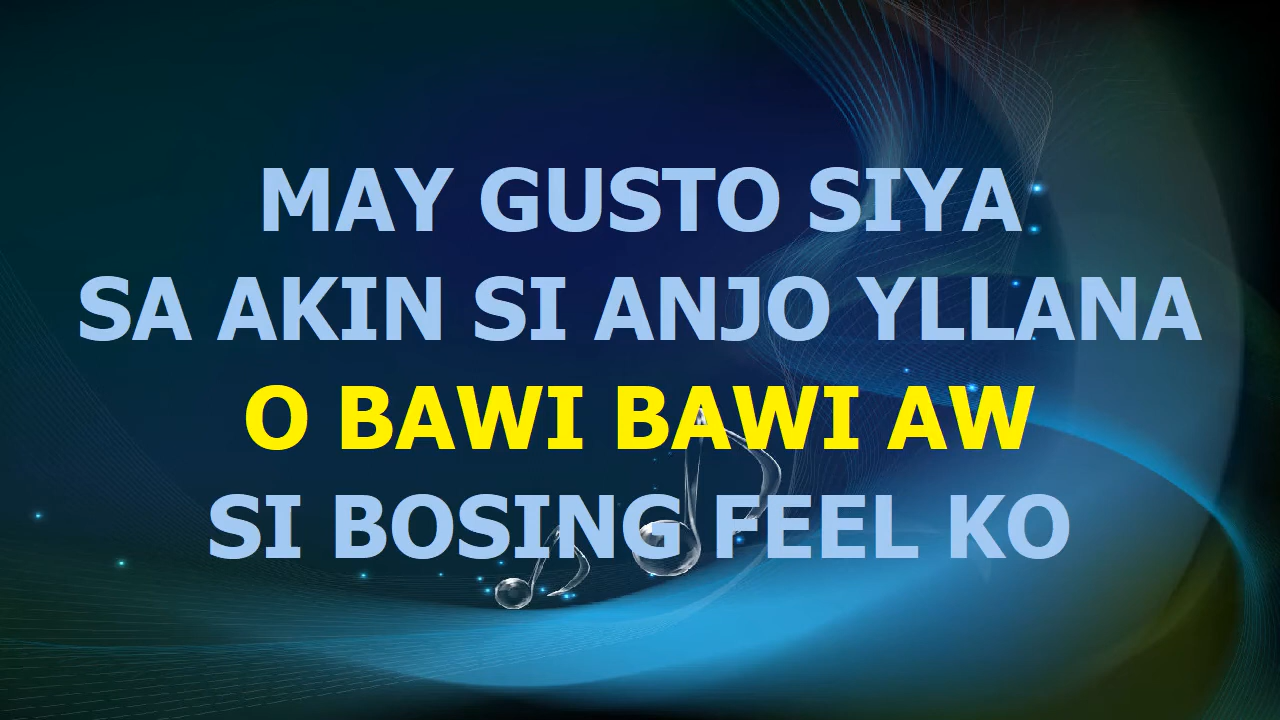 MAY GUSTO SIYA
SA AKIN SI ANJO YLLANA
O BAWI BAWI AW
SI BOSING FEEL KO